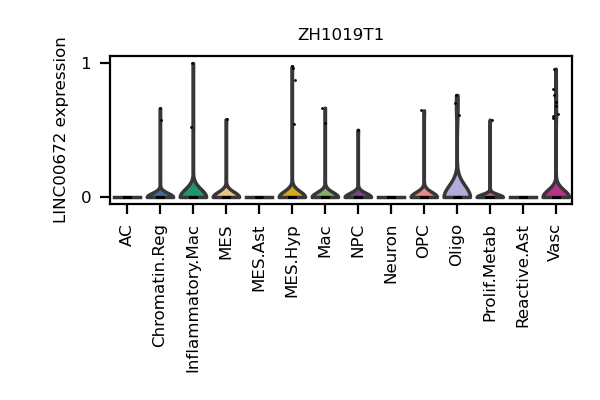 ZH1019T1
LINC00672 expression
1
0
AC
Chromatin.Reg
Inflammatory.Mac
MES
MES.Ast
MES.Hyp
Mac
NPC
Neuron
OPC
Oligo
Prolif.Metab
Reactive.Ast
Vasc